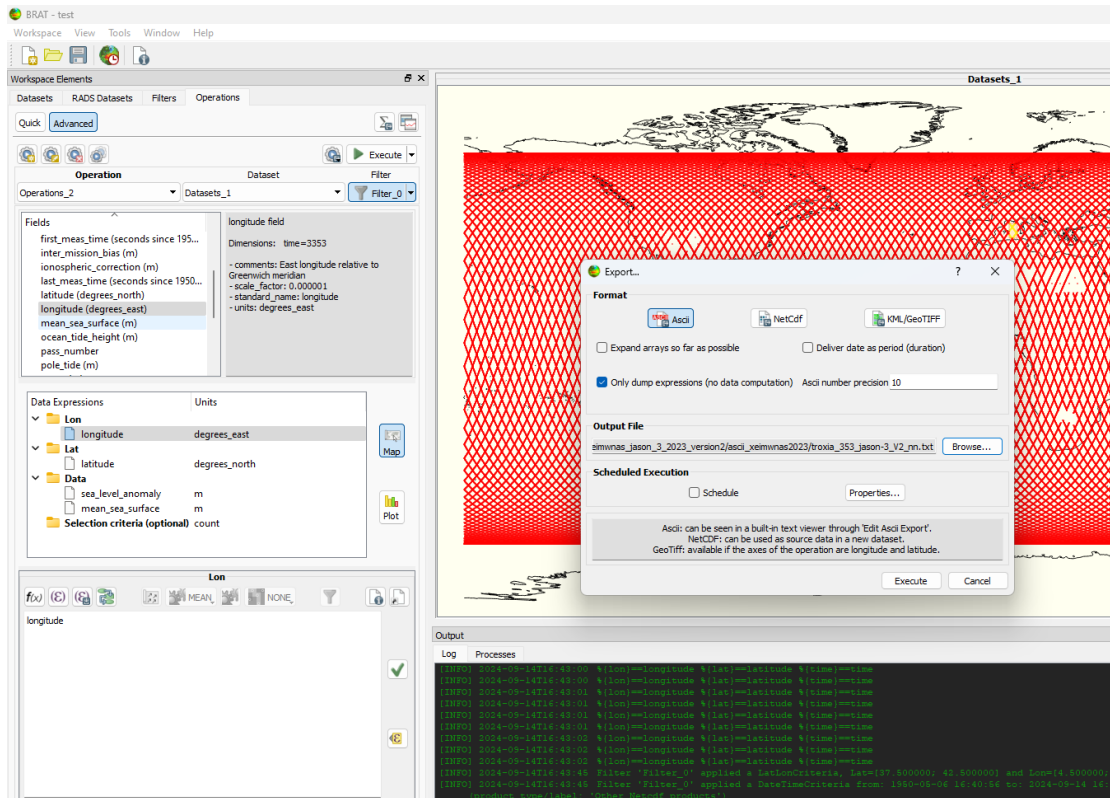 BRAT - test
Workspace View Tools Window Help
Workspace Elements
Datasets RADS Datasets Filters Operations
Quick Advanced
Execute
Operation Dataset Filter
Operations_2 Datasets_1 Filter_0
Fields
first_meas_time (seconds since 195...
inter_mission_bias (m)
ionospheric_correction (m)
last_meas_time (seconds since 1950...
latitude (degrees_north)
longitude (degrees_east)
mean_sea_surface (m)
ocean_tide_height (m)
pass_number
pole_tide (m)
longitude field
Dimensions: time=3353
- comments: East longitude relative to
Greenwich meridian
- scale_factor: 0.000001
- standard_name: longitude
- units: degrees_east
Data Expressions Units
Lon
longitude degrees_east
Lat
latitude degrees_north
Data
sea_level_anomaly m
mean_sea_surface m
Selection criteria (optional) count
Map
Plot
Lon
f(x) (Ɛ) MEAN NONE
longitude
Datasets_1
Export...
? X
Format
Ascii NetCdf KML/GeoTIFF
Expand arrays so far as possible Deliver date as period (duration)
Only dump expressions (no data computation) Ascii number precision 10
Output File
eimwnas_jason_3_2023_version2/ascii_xeimwnas2023/troxia_353_jason-3_V2_nn.txt Browse...
Scheduled Execution
Schedule Properties...
Ascii: can be seen in a built-in text viewer through 'Edit Ascii Export'.
NetCDF: can be used as source data in a new dataset.
GeoTiff: available if the axes of the operation are longitude and latitude.
Execute Cancel
Output
Log Processes
[INFO] 2024-09-14T16:43:00 %{lon}==longitude %{lat}==latitude %{time}==time
[INFO] 2024-09-14T16:43:00 %{lon}==longitude %{lat}==latitude %{time}==time
[INFO] 2024-09-14T16:43:01 %{lon}==longitude %{lat}==latitude %{time}==time
[INFO] 2024-09-14T16:43:01 %{lon}==longitude %{lat}==latitude %{time}==time
[INFO] 2024-09-14T16:43:01 %{lon}==longitude %{lat}==latitude %{time}==time
[INFO] 2024-09-14T16:43:01 %{lon}==longitude %{lat}==latitude %{time}==time
[INFO] 2024-09-14T16:43:02 %{lon}==longitude %{lat}==latitude %{time}==time
[INFO] 2024-09-14T16:43:02 %{lon}==longitude %{lat}==latitude %{time}==time
[INFO] 2024-09-14T16:43:02 %{lon}==longitude %{lat}==latitude %{time}==time
[INFO] 2024-09-14T16:43:45 Filter 'Filter_0' applied a LatLonCriteria, Lat=[37.500000; 42.500000] and Lon=[4.500000;
[INFO] 2024-09-14T16:43:45 Filter 'Filter_0' applied a DateTimeCriteria from: 1950-05-06 16:40:56 to: 2024-09-14 16:
(product type/label: 'Other Netcdf products')